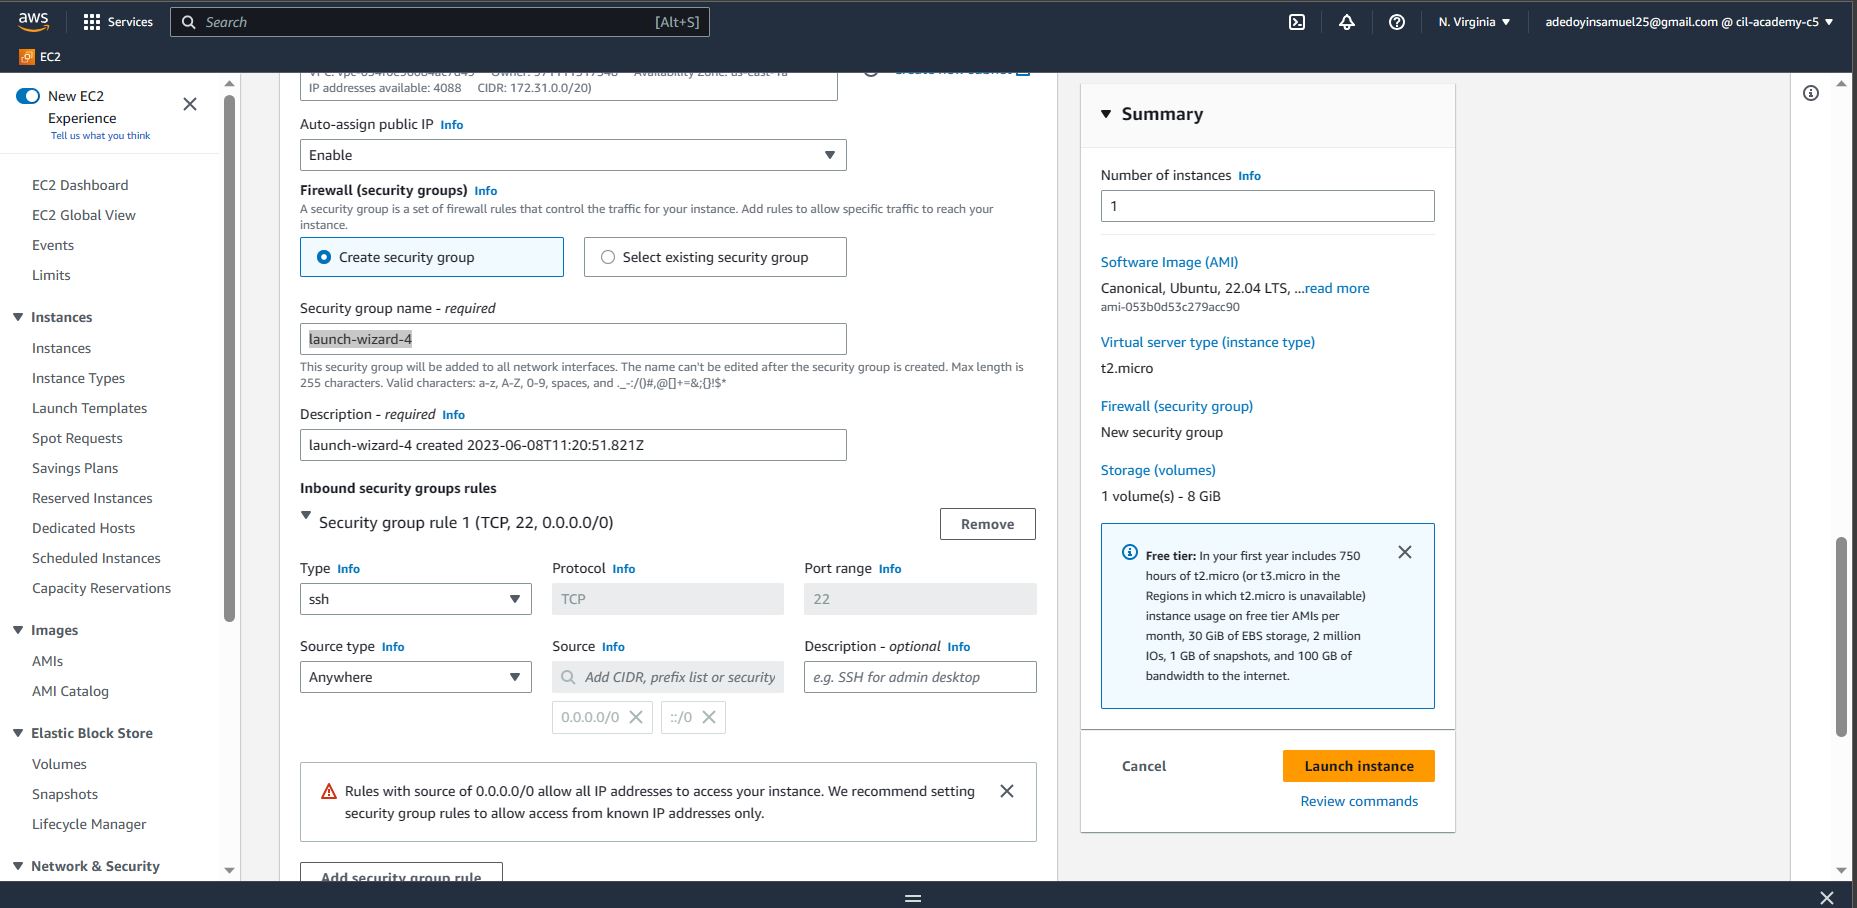 aws
Services
Search
[Alt+S]
N. Virginia
adedoyinsamuel25@gmail.com @ cil-academy-c5
EC2
New EC2
Experience
Tell us what you think
EC2 Dashboard
EC2 Global View
Events
Limits
Instances
Instances
Instance Types
Launch Templates
Spot Requests
Savings Plans
Reserved Instances
Dedicated Hosts
Scheduled Instances
Capacity Reservations
Images
AMIs
AMI Catalog
Elastic Block Store
Volumes
Snapshots
Lifecycle Manager
Network & Security
IP addresses available: 4088 CIDR: 172.31.0.0/20)
Auto-assign public IP Info
Enable
Firewall (security groups) Info
A security group is a set of firewall rules that control the traffic for your instance. Add rules to allow specific traffic to reach your
instance.
Create security group
Select existing security group
Security group name - required
launch-wizard-4
This security group will be added to all network interfaces. The name can't be edited after the security group is created. Max length is
255 characters. Valid characters: a-z, A-Z, 0-9, spaces, and ._-:/()#,@[]+=&;{}!$*
Description - required Info
launch-wizard-4 created 2023-06-08T11:20:51.821Z
Inbound security groups rules
Security group rule 1 (TCP, 22, 0.0.0.0/0)
Remove
Type Info
Protocol Info
Port range Info
ssh
TCP
22
Source type Info
Source Info
Description - optional Info
Anywhere
Add CIDR, prefix list or security
e.g. SSH for admin desktop
0.0.0.0/0
::/0
Rules with source of 0.0.0.0/0 allow all IP addresses to access your instance. We recommend setting
security group rules to allow access from known IP addresses only.
Add security group rule
Summary
Number of instances Info
1
Software Image (AMI)
Canonical, Ubuntu, 22.04 LTS, ...read more
ami-053b0d53c279acc90
Virtual server type (instance type)
t2.micro
Firewall (security group)
New security group
Storage (volumes)
1 volume(s) - 8 GiB
Free tier: In your first year includes 750
hours of t2.micro (or t3.micro in the
Regions in which t2.micro is unavailable)
instance usage on free tier AMIs per
month, 30 GiB of EBS storage, 2 million
IOs, 1 GB of snapshots, and 100 GB of
bandwidth to the internet.
Cancel
Launch instance
Review commands